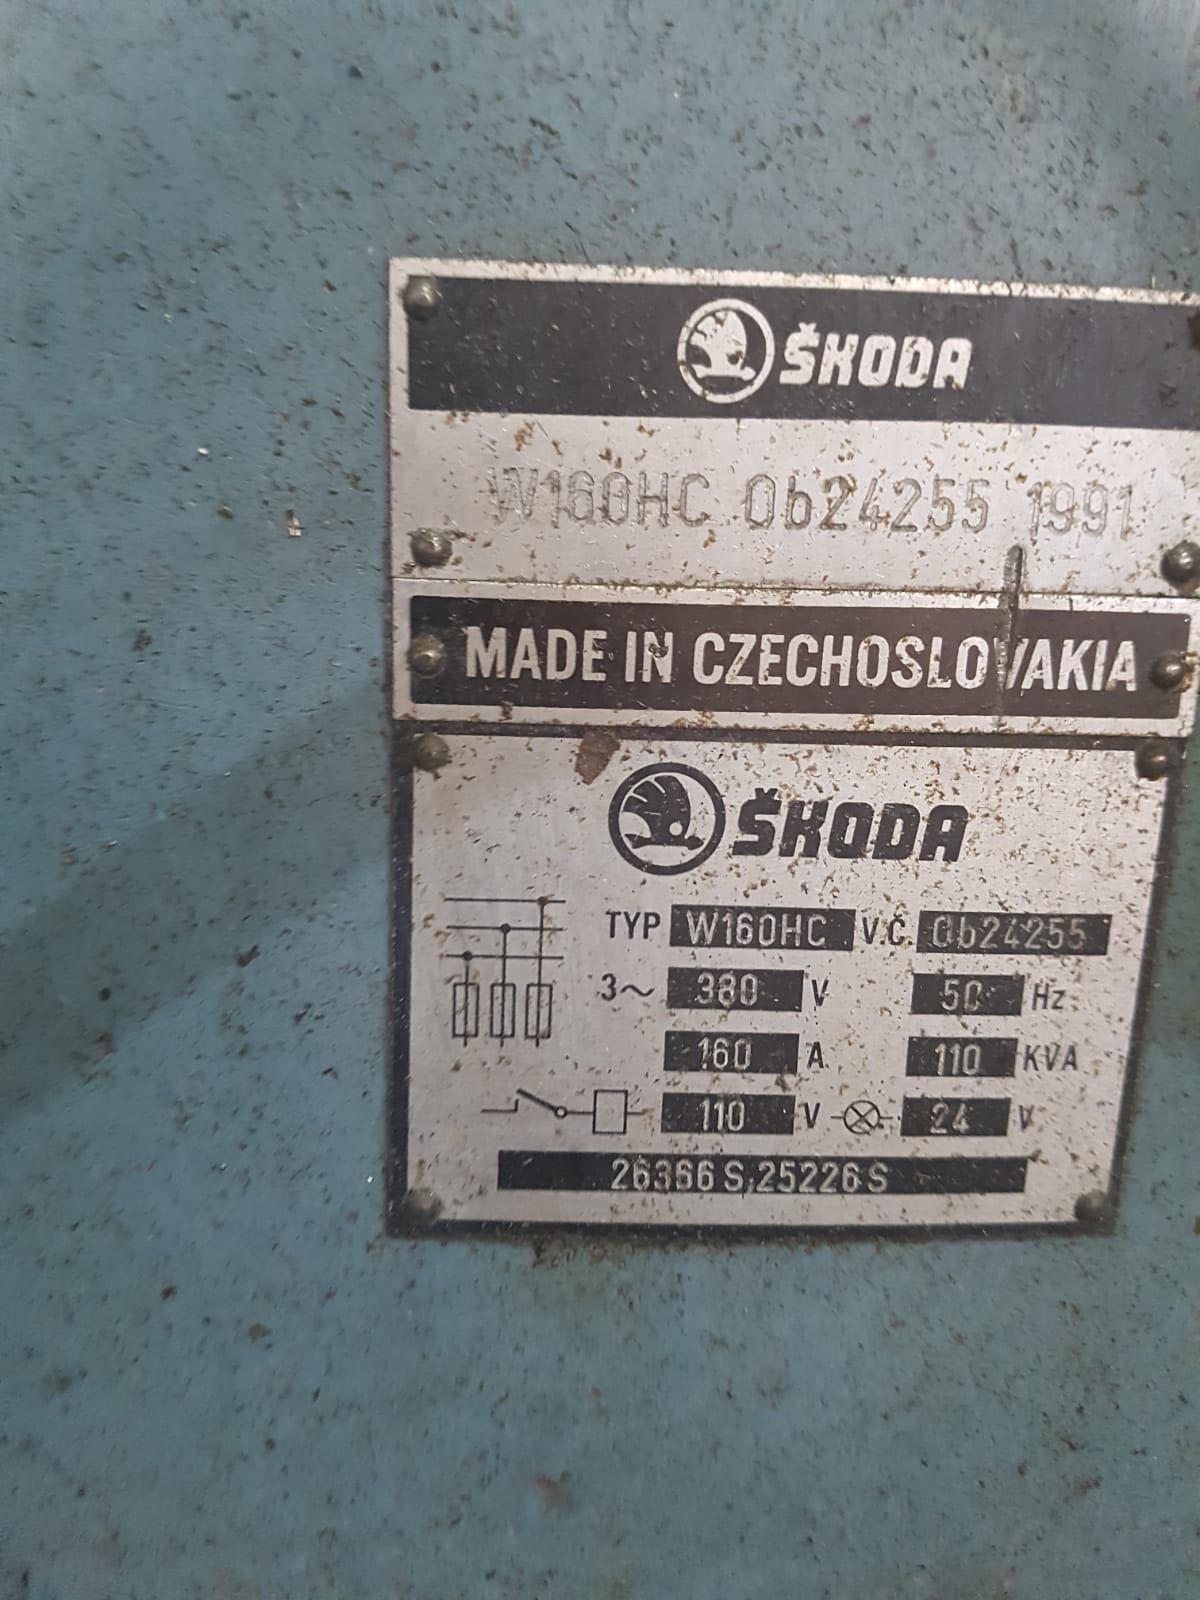 ŠKODA
W160HC 0b24255 1991
MADE IN CZECHOSLOVAKIA
ŠKODA
TYP W160HC V.Č. 0b24255
3~ 380 V 50 Hz
160 A 110 KVA
110 V 24 V
26366 S, 25226 S